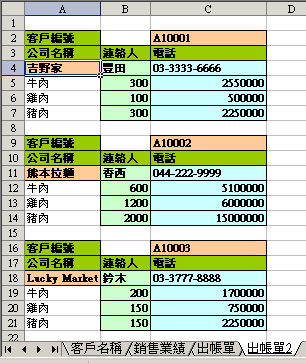 A B C D
1
2 客戶編號 A10001
3 公司名稱 連絡人 電話
4 吉野家 豐田 03-3333-6666
5 牛肉 300 2550000
6 雞肉 100 500000
7 豬肉 300 2250000
8
9 客戶編號 A10002
10 公司名稱 連絡人 電話
11 熊本拉麵 香西 044-222-9999
12 牛肉 600 5100000
13 雞肉 1200 6000000
14 豬肉 2000 15000000
15
16 客戶編號 A10003
17 公司名稱 連絡人 電話
18 Lucky Market 鈴木 03-3777-8888
19 牛肉 200 1700000
20 雞肉 150 750000
21 豬肉 150 2250000
22
客戶名稱 銷售業績 出帳單 出帳單2